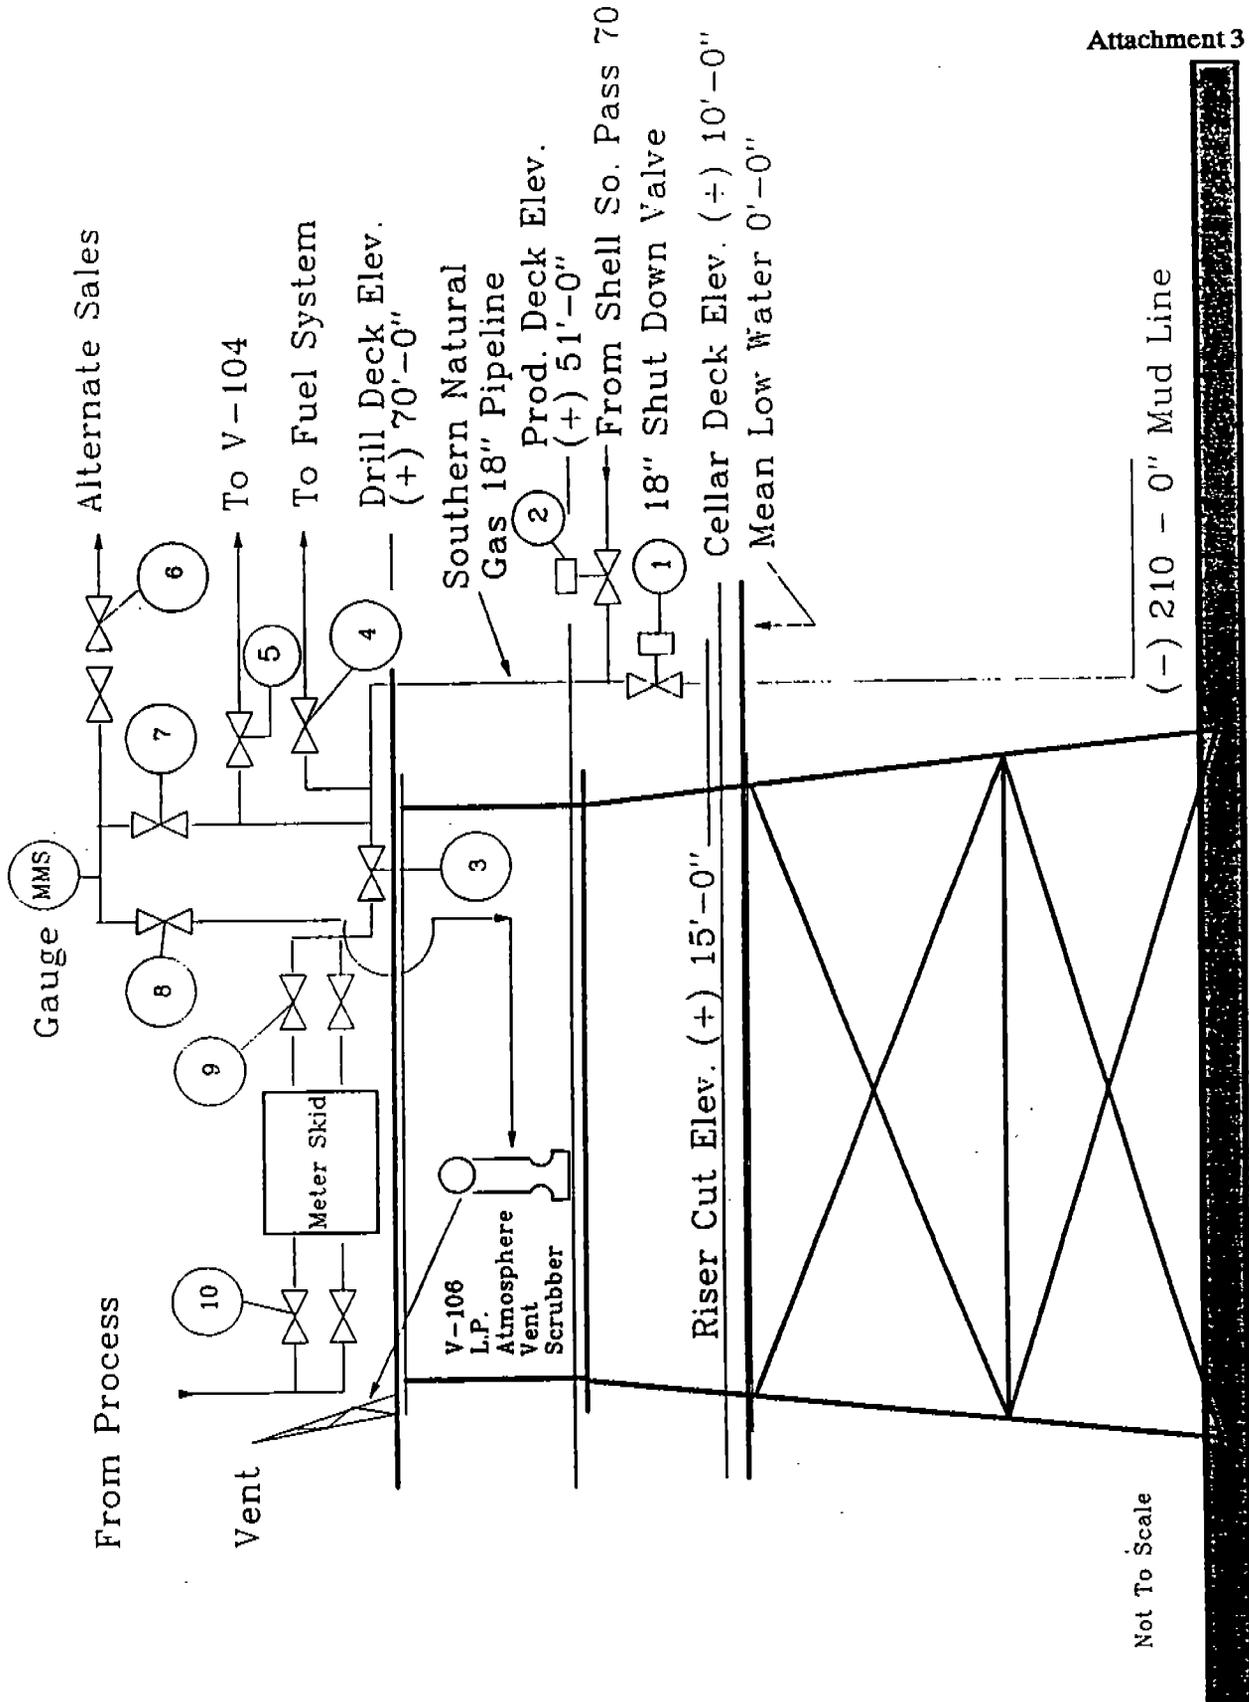 Attachment 3
From Process
Vent
10
Meter Skid
9
8
Gauge
MMS
7
6
Alternate Sales
5
To V-104
4
To Fuel System
3
Drill Deck Elev.
(+) 70'-0"
Southern Natural
Gas 18" Pipeline
2
Prod. Deck Elev.
(+) 51'-0"
From Shell So. Pass 70
1
18" Shut Down Valve
V-106
L.P.
Atmosphere
Vent
Scrubber
Riser Cut Elev. (+) 15'-0"
Cellar Deck Elev. (+) 10'-0"
Mean Low Water 0'-0"
(-) 210 - 0" Mud Line
Not To Scale